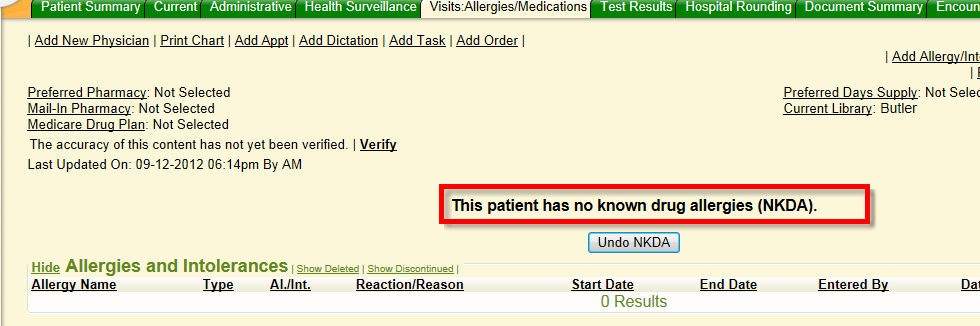 Patient Summary Current Administrative Health Surveillance Visits:Allergies/Medications Test Results Hospital Rounding Document Summary
| Add New Physician | Print Chart | Add Appt | Add Dictation | Add Task | Add Order |
| Add Allergy/Int
|
Preferred Pharmacy: Not Selected
Preferred Days Supply: Not Selec
Mail-In Pharmacy: Not Selected
Current Library: Butler
Medicare Drug Plan: Not Selected
The accuracy of this content has not yet been verified. | Verify
Last Updated On: 09-12-2012 06:14pm By AM
This patient has no known drug allergies (NKDA).
Undo NKDA
Hide Allergies and Intolerances | Show Deleted | Show Discontinued |
Allergy Name Type Al./Int. Reaction/Reason Start Date End Date Entered By Dat
0 Results